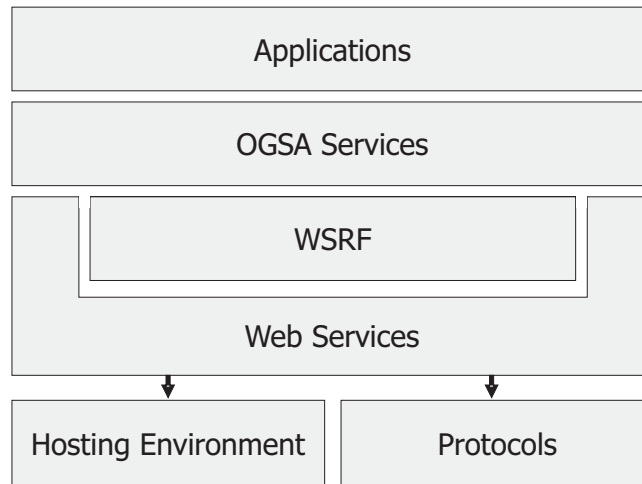 Applications
OGSA Services
WSRF
Web Services
Hosting Environment
Protocols